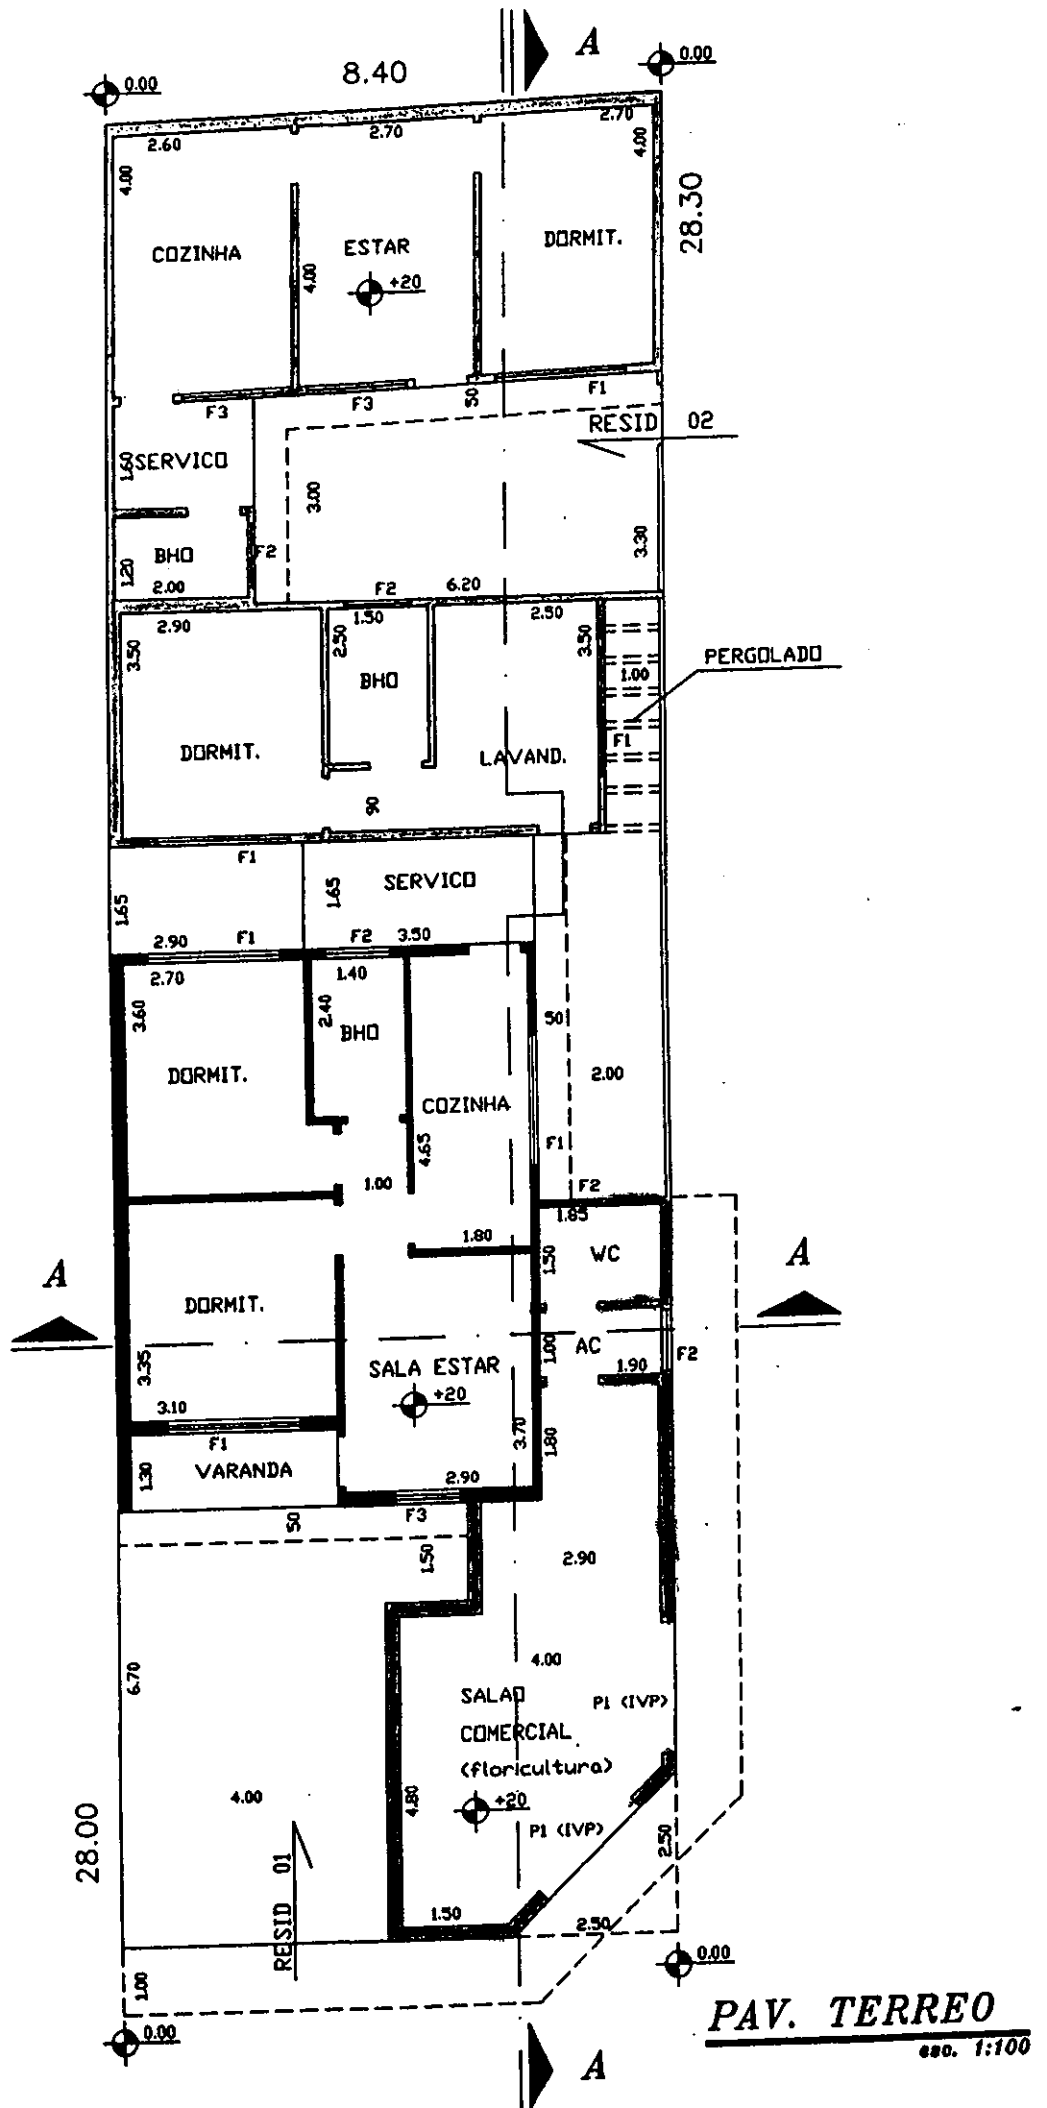 A
0.00
8.40
0.00
2.60
2.70
2.70
4.00
4.00
28.30
COZINHA
ESTAR
DORMIT.
4.00
+20
F3
F3
50
F1
RESID 02
1.60
SERVICO
3.00
3.30
BHO
F2
1.20
2.00
F2
6.20
2.90
1.50
2.50
3.50
2.50
3.50
PERGOLADO
1.00
BHO
F1
DORMIT.
LAVAND.
90
F1
SERVICO
1.65
1.65
2.90
F1
F2
3.50
2.70
1.40
3.60
2.40
BHO
50
DORMIT.
2.00
COZINHA
4.65
F1
1.00
F2
1.85
1.80
WC
1.50
A
A
DORMIT.
AC
1.00
F2
3.35
SALA ESTAR
1.90
+20
3.10
3.70
1.80
F1
VARANDA
1.30
2.90
F3
50
1.50
2.90
4.00
6.70
SALAO
P1 (IVP)
COMERCIAL
(floricultura)
4.00
4.80
+20
P1 (IVP)
28.00
2.50
RESID 01
1.50
2.50
0.00
1.00
0.00
PAV. TERREO
esc. 1:100
A